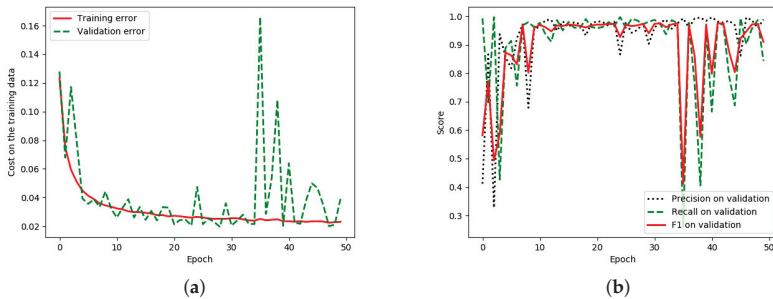 Training error
Validation error
0.16
0.14
0.12
0.10
0.08
0.06
0.04
0.02
Cost on the training data
0
10
20
30
40
50
Epoch
(a)
1.0
0.9
0.8
0.7
0.6
0.5
0.4
0.3
Score
Precision on validation
Recall on validation
F1 on validation
0
10
20
30
40
50
Epoch
(b)